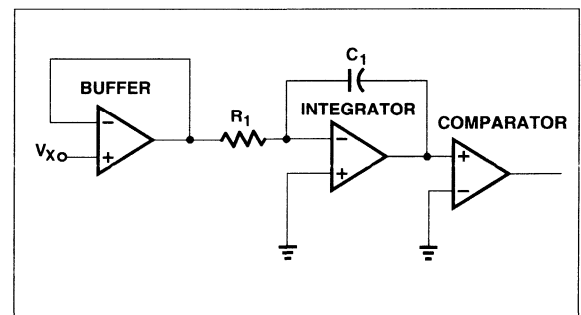 C1
BUFFER
R1
INTEGRATOR
COMPARATOR
−
−
+
VX
+
+
−